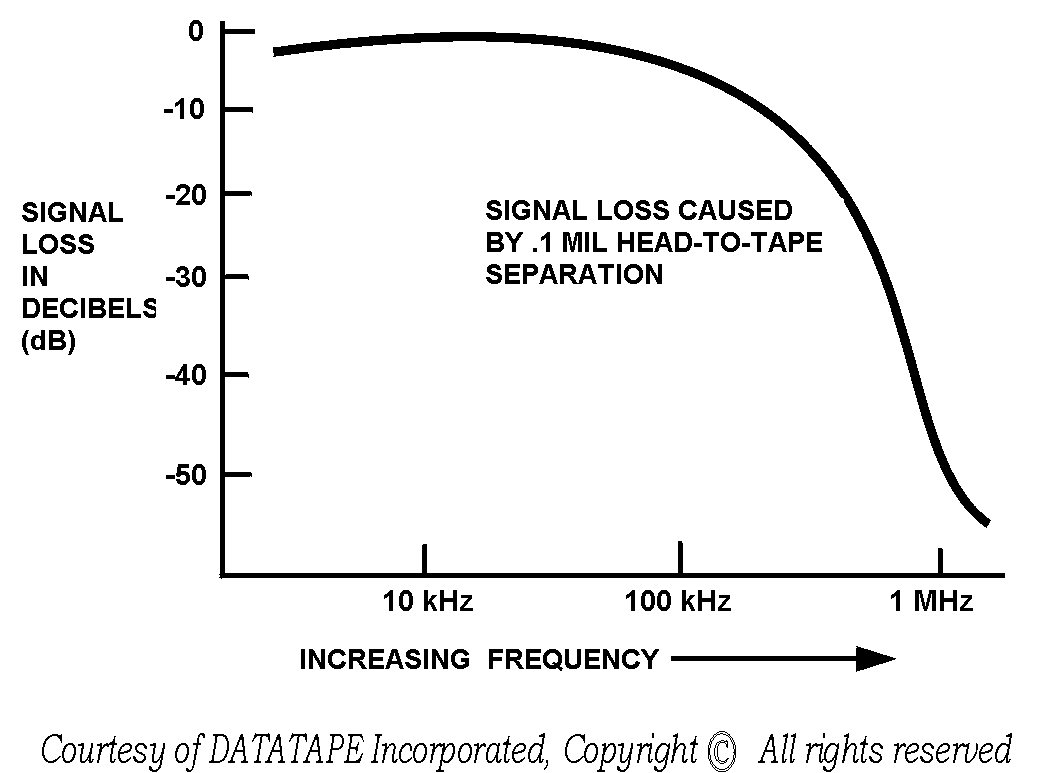 0
-10
-20
-30
-40
-50
SIGNAL
LOSS
IN
DECIBELS
(dB)
SIGNAL LOSS CAUSED
BY .1 MIL HEAD-TO-TAPE
SEPARATION
10 kHz 100 kHz 1 MHz
INCREASING FREQUENCY
Courtesy of DATATAPE Incorporated, Copyright © All rights reserved